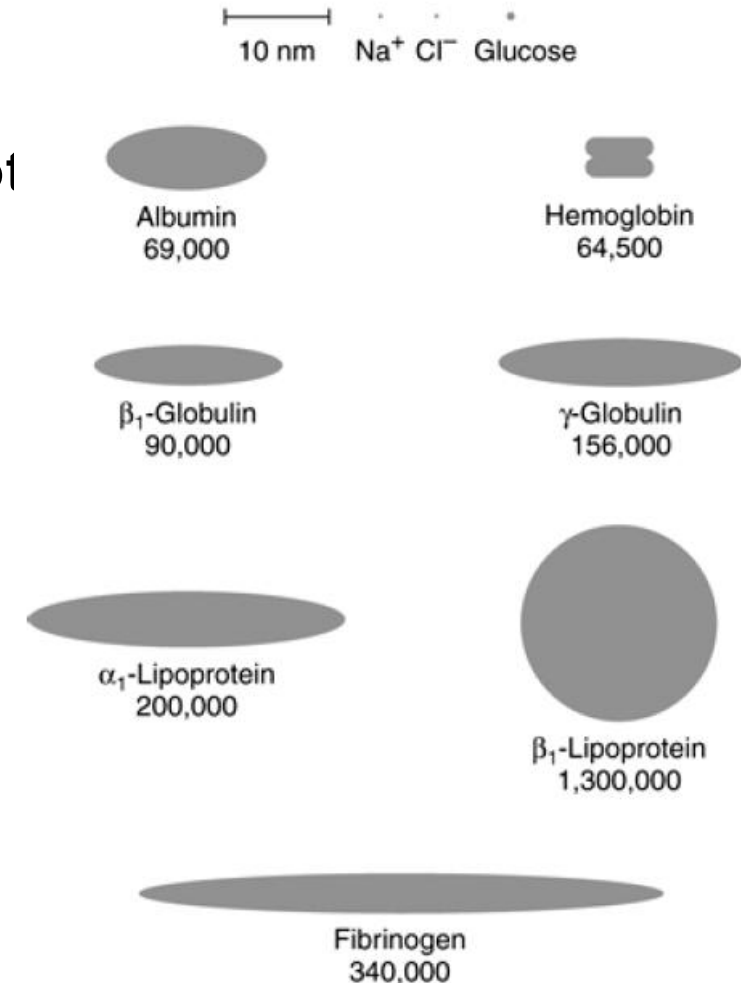 10 nm Na⁺ Cl⁻ Glucose
Albumin
69,000
Hemoglobin
64,500
β₁-Globulin
90,000
γ-Globulin
156,000
α₁-Lipoprotein
200,000
β₁-Lipoprotein
1,300,000
Fibrinogen
340,000